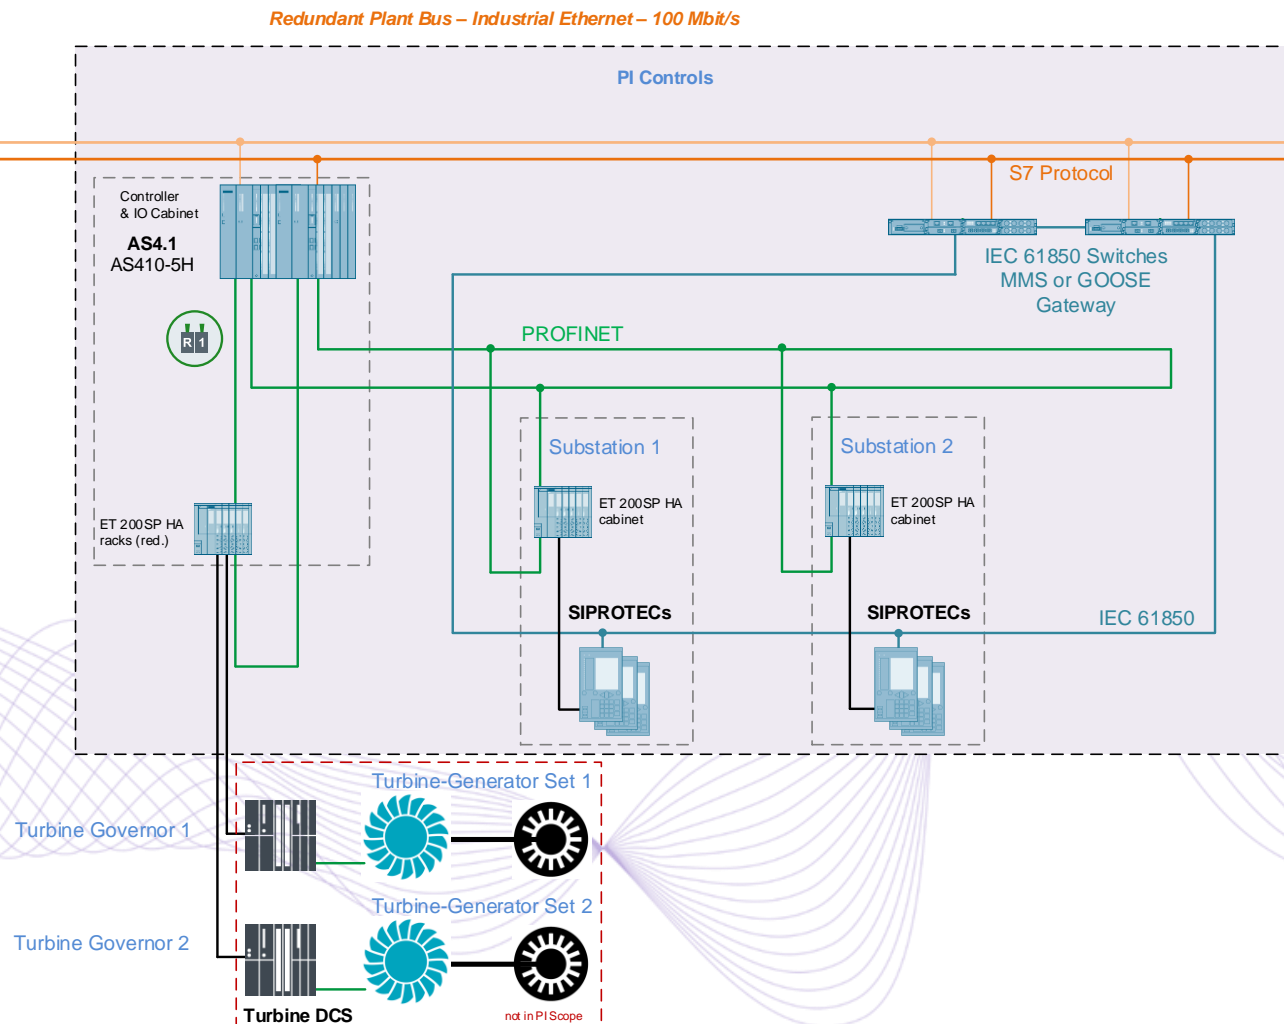 Redundant Plant Bus – Industrial Ethernet – 100 Mbit/s
PI Controls
S7 Protocol
Controller
& IO Cabinet
AS4.1
AS410-5H
IEC 61850 Switches
MMS or GOOSE
Gateway
R 1
PROFINET
Substation 1
Substation 2
ET 200SP HA
cabinet
ET 200SP HA
cabinet
ET 200SP HA
racks (red.)
SIPROTECs
SIPROTECs
IEC 61850
Turbine-Generator Set 1
Turbine Governor 1
Turbine-Generator Set 2
Turbine Governor 2
Turbine DCS
not in PI Scope